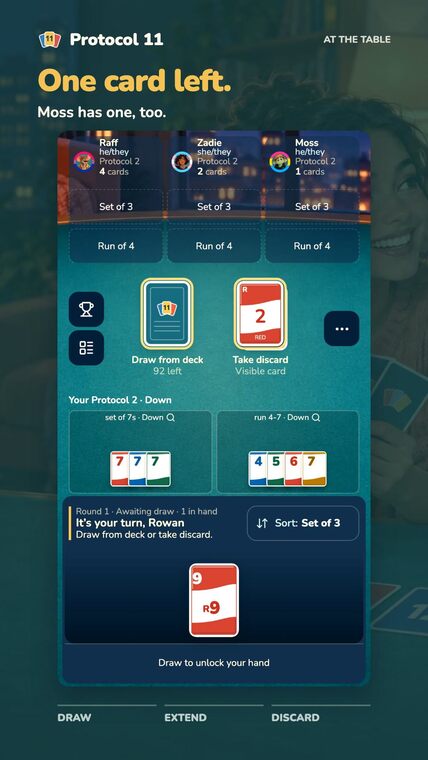 11
Protocol 11
AT THE TABLE
One card left.
Moss has one, too.
Raff
he/they
Protocol 2
4 cards
Zadie
she/they
Protocol 2
2 cards
Moss
he/they
Protocol 2
1 cards
Set of 3
Set of 3
Set of 3
Run of 4
Run of 4
Run of 4
11
R
2
RED
Draw from deck
92 left
Take discard
Visible card
Your Protocol 2 · Down
set of 7s · Down
run 4-7 · Down
7 7 7
4 5 6 7
Round 1 · Awaiting draw · 1 in hand
It's your turn, Rowan
Draw from deck or take discard.
Sort: Set of 3
9
R9
Draw to unlock your hand
DRAW
EXTEND
DISCARD